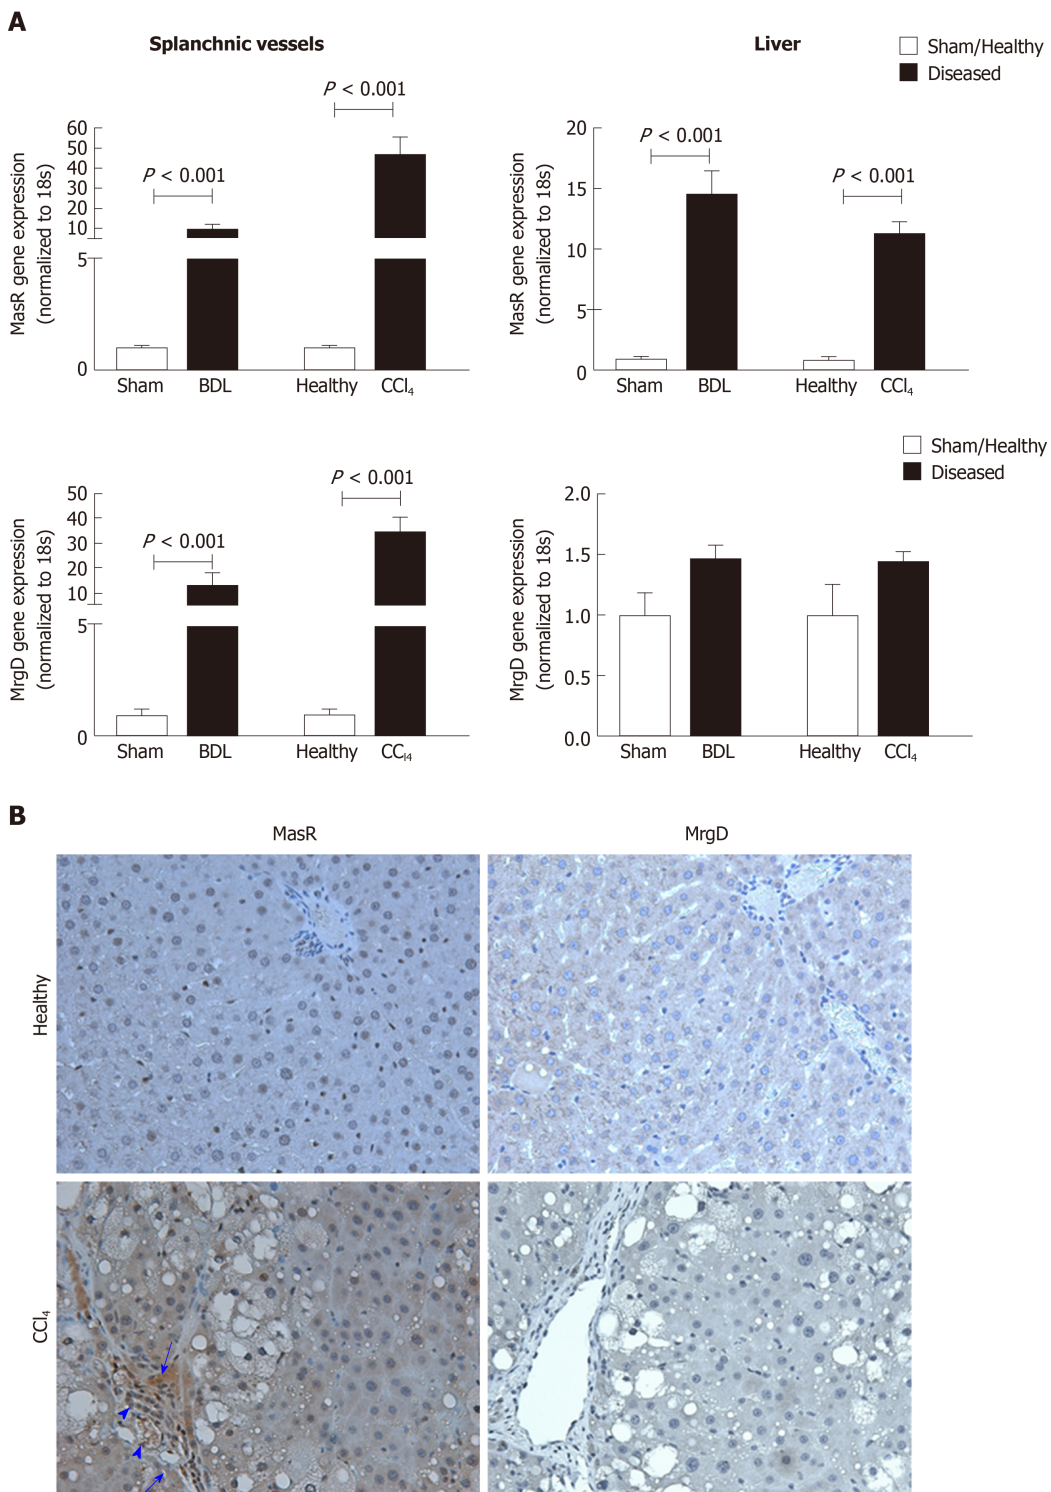 A
Splanchnic vessels
Liver
Sham/Healthy
Diseased
MasR gene expression
(normalized to 18s)
60
50
40
30
20
10
5
0
P < 0.001
P < 0.001
Sham
BDL
Healthy
CCl4
MasR gene expression
(normalized to 18s)
20
15
10
5
0
P < 0.001
P < 0.001
Sham
BDL
Healthy
CCl4
Sham/Healthy
Diseased
MrgD gene expression
(normalized to 18s)
50
40
30
20
10
5
0
P < 0.001
P < 0.001
Sham
BDL
Healthy
CCl4
MrgD gene expression
(normalized to 18s)
2.0
1.5
1.0
0.5
0.0
Sham
BDL
Healthy
CCl4
B
MasR
MrgD
Healthy
CCl4